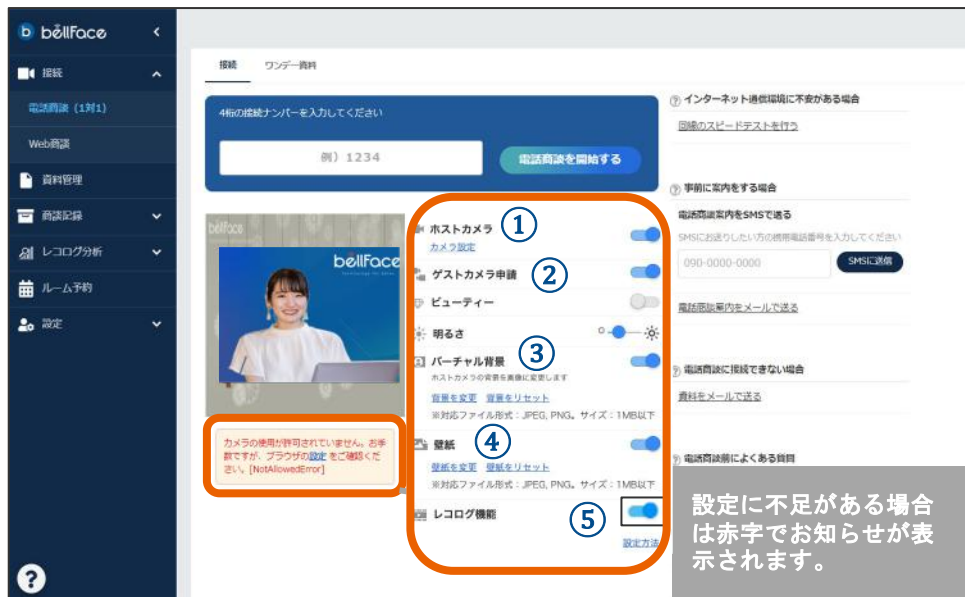 bellFace
接続
電話商談 (1対1)
Web商談
資料管理
商談記録
レコログ分析
ルーム予約
設定
接続 ワンデー資料
4桁の接続ナンバーを入力してください
例）1234
電話商談を開始する
bellFace
bellFace
カメラの使用が許可されていません。お手
数ですが、ブラウザの設定 をご確認くだ
さい。[NotAllowedError]
ホストカメラ ①
カメラ設定
ゲストカメラ申請 ②
ビューティー
明るさ
バーチャル背景 ③
ホストカメラの背景を画像に変更します
背景を変更 背景をリセット
※対応ファイル形式：JPEG, PNG。サイズ：1MB以下
壁紙 ④
壁紙を変更 壁紙をリセット
※対応ファイル形式：JPEG, PNG。サイズ：1MB以下
レコログ機能 ⑤
設定方法
? インターネット通信環境に不安がある場合
回線のスピードテストを行う
? 事前に案内をする場合
電話商談案内をSMSで送る
SMSにお送りしたい方の携帯電話番号を入力してください
090-0000-0000
SMSに送信
電話商談案内をメールで送る
? 電話商談に接続できない場合
資料をメールで送る
? 電話商談前によくある質問
設定に不足がある場合
は赤字でお知らせが表
示されます。
?